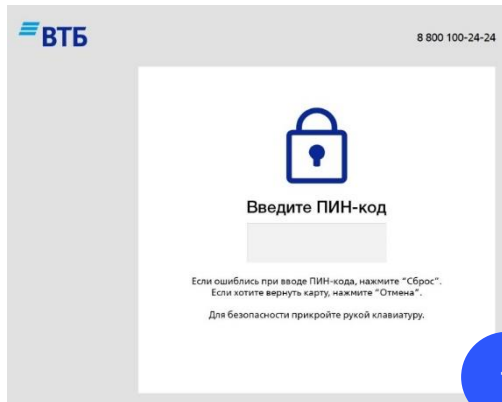 ВТБ
8 800 100-24-24
Введите ПИН-код
Если ошиблись при вводе ПИН-кода, нажмите "Сброс".
Если хотите вернуть карту, нажмите "Отмена".
Для безопасности прикройте рукой клавиатуру.